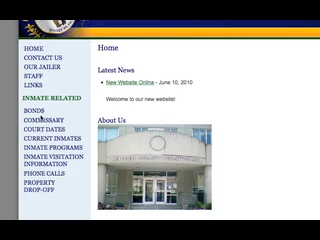 HOME
CONTACT US
OUR JAILER
STAFF
LINKS
INMATE RELATED
BONDS
COMMISSARY
COURT DATES
CURRENT INMATES
INMATE PROGRAMS
INMATE VISITATION
INFORMATION
PHONE CALLS
PROPERTY
DROP-OFF
Home
Latest News
New Website Online - June 10, 2010
Welcome to our new website!
About Us